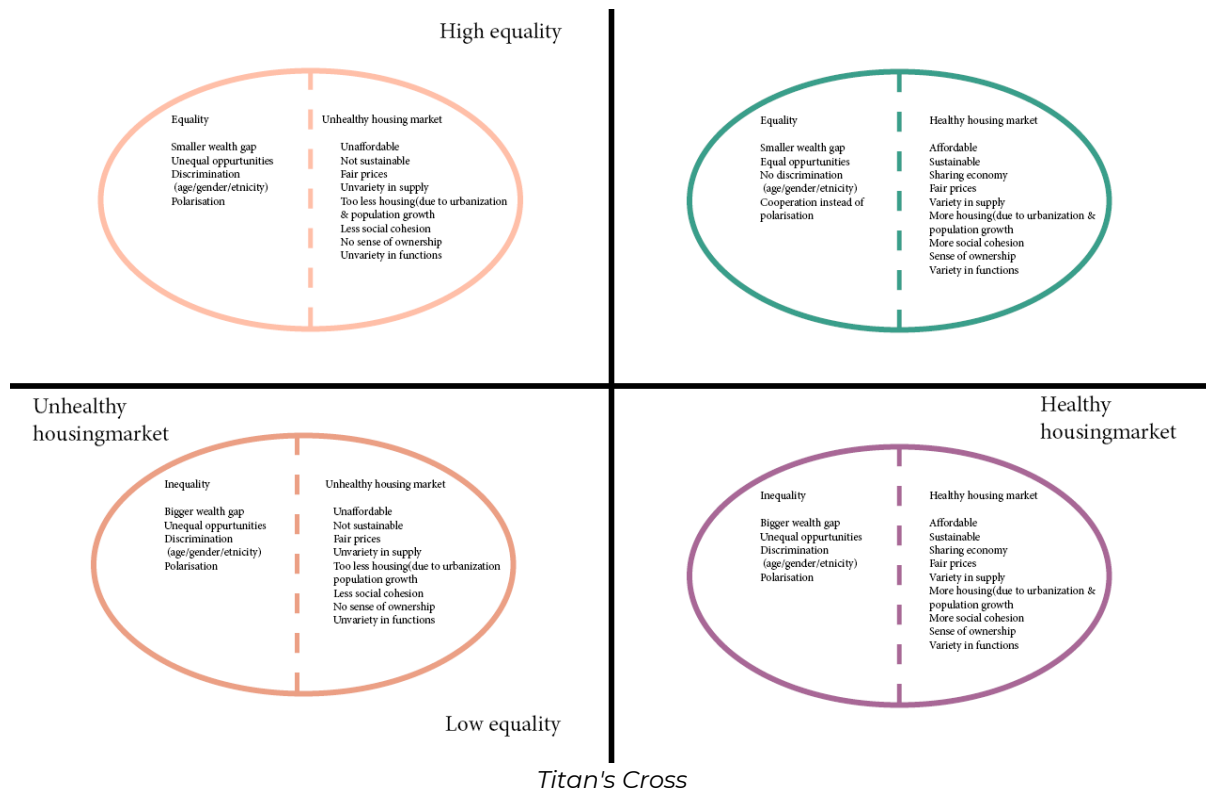 High equality
Equality
Smaller wealth gap
Unequal oppurtunities
Discrimination
(age/gender/etnicity)
Polarisation
Unhealthy housing market
Unaffordable
Not sustainable
Fair prices
Unvariety in supply
Too less housing(due to urbanization
& population growth
Less social cohesion
No sense of ownership
Unvariety in functions
Equality
Smaller wealth gap
Equal oppurtunities
No discrimination
(age/gender/etnicity)
Cooperation instead of
polarisation
Healthy housing market
Affordable
Sustainable
Sharing economy
Fair prices
Variety in supply
More housing(due to urbanization &
population growth
More social cohesion
Sense of ownership
Variety in functions
Unhealthy
housingmarket
Healthy
housingmarket
Inequality
Bigger wealth gap
Unequal oppurtunities
Discrimination
(age/gender/etnicity)
Polarisation
Unhealthy housing market
Unaffordable
Not sustainable
Fair prices
Unvariety in supply
Too less housing(due to urbanization
population growth
Less social cohesion
No sense of ownership
Unvariety in functions
Inequality
Bigger wealth gap
Unequal oppurtunities
Discrimination
(age/gender/etnicity)
Polarisation
Healthy housing market
Affordable
Sustainable
Sharing economy
Fair prices
Variety in supply
More housing(due to urbanization &
population growth
More social cohesion
Sense of ownership
Variety in functions
Low equality
Titan's Cross